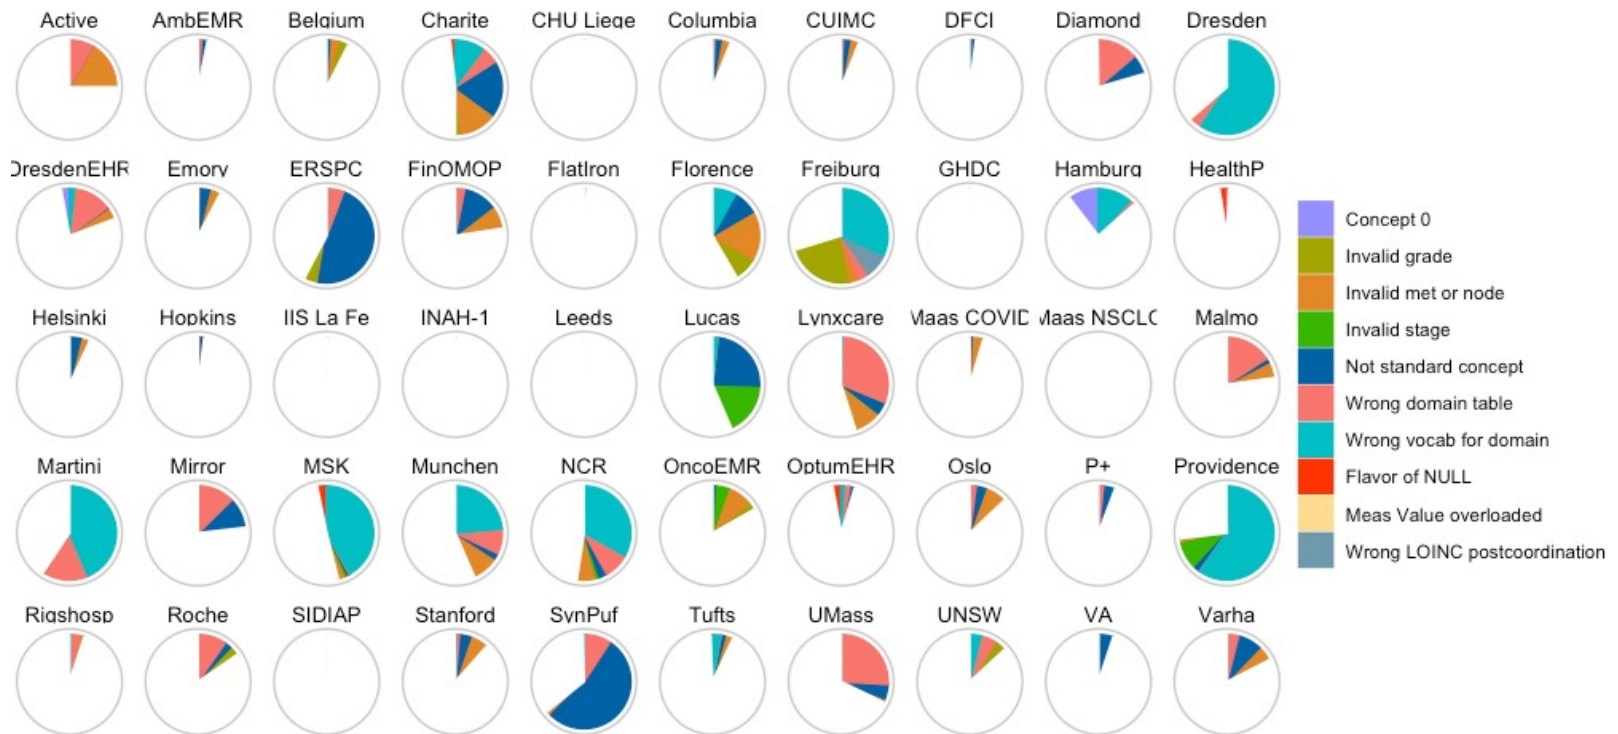 Active AmbEMR Belgium Charite CHU Liege Columbia CUIMC DFCI Diamond Dresden
DresdenEHR Emory ERSPC FinOMOP FlatIron Florence Freiburg GHDC Hamburg HealthP
Helsinki Hopkins IIS La Fe INAH-1 Leeds Lucas Lynxcare Maas COVID Maas NSCLC Malmo
Martini Mirror MSK Munchen NCR OncoEMR OptumEHR Oslo P+ Providence
Rigshosp Roche SIDIAP Stanford SynPuf Tufts UMass UNSW VA Varha
Concept 0
Invalid grade
Invalid met or node
Invalid stage
Not standard concept
Wrong domain table
Wrong vocab for domain
Flavor of NULL
Meas Value overloaded
Wrong LOINC postcoordination